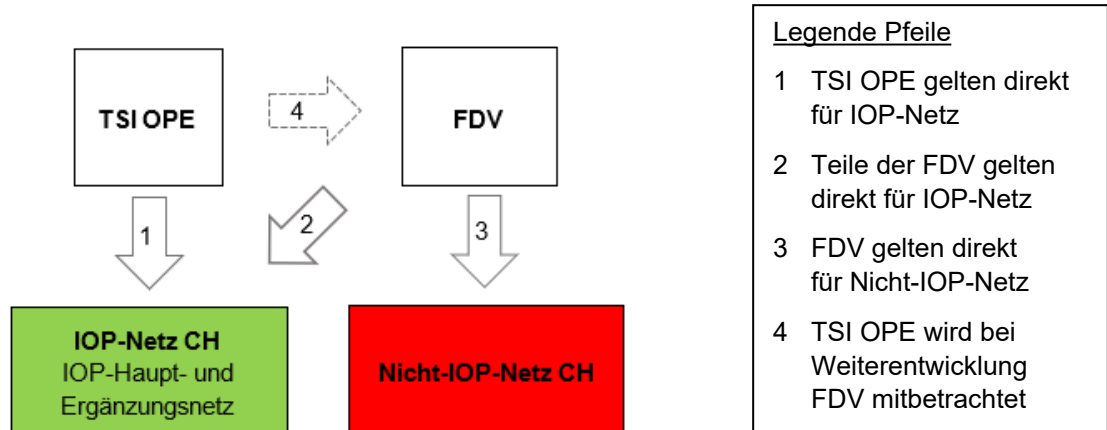 TSI OPE
4
FDV
1
2
3
IOP-Netz CH
IOP-Haupt- und
Ergänzungsnetz
Nicht-IOP-Netz CH
Legende Pfeile
1 TSI OPE gelten direkt
für IOP-Netz
2 Teile der FDV gelten
direkt für IOP-Netz
3 FDV gelten direkt
für Nicht-IOP-Netz
4 TSI OPE wird bei
Weiterentwicklung
FDV mitbetrachtet